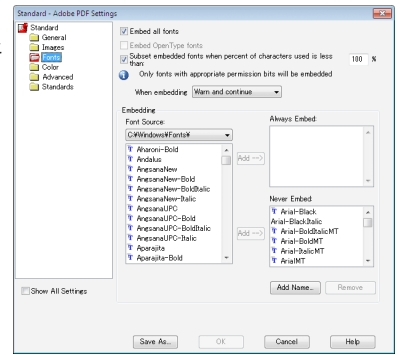 Standard - Adobe PDF Settings
Standard
General
Images
Fonts
Color
Advanced
Standards
Show All Settings
Embed all fonts
Embed OpenType fonts
Subset embedded fonts when percent of characters used is less than:
100 %
Only fonts with appropriate permission bits will be embedded
When embedding Warn and continue
Embedding
Font Source:
C:¥Windows¥Fonts¥
Aharoni-Bold
Andalus
AngsanaNew
AngsanaNew-Bold
AngsanaNew-BoldItalic
AngsanaNew-Italic
AngsanaUPC
AngsanaUPC-Bold
AngsanaUPC-BoldItalic
AngsanaUPC-Italic
Aparajita
Aparajita-Bold
Add -->
Add -->
Always Embed:
Never Embed:
Arial-Black
Arial-BlackItalic
Arial-BoldItalicMT
Arial-BoldMT
Arial-ItalicMT
ArialMT
Add Name...
Remove
Save As...
OK
Cancel
Help